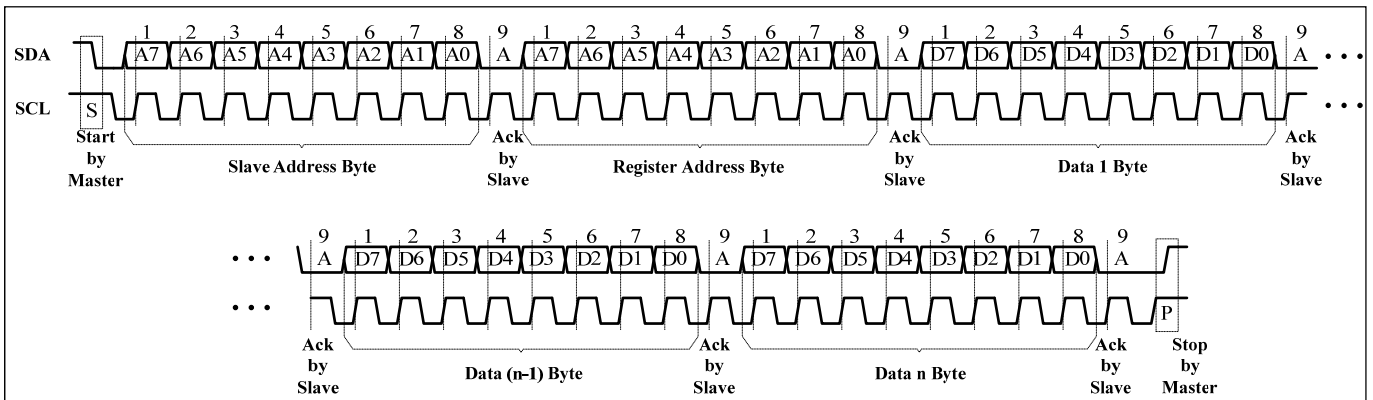 1 2 3 4 5 6 7 8 9 1 2 3 4 5 6 7 8 9 1 2 3 4 5 6 7 8 9
SDA A7 A6 A5 A4 A3 A2 A1 A0 A A7 A6 A5 A4 A3 A2 A1 A0 A D7 D6 D5 D4 D3 D2 D1 D0 A • • •
SCL S • • •
Start by Master
Slave Address Byte
Ack by Slave
Register Address Byte
Ack by Slave
Data 1 Byte
Ack by Slave
9 1 2 3 4 5 6 7 8 9 1 2 3 4 5 6 7 8 9
• • • A D7 D6 D5 D4 D3 D2 D1 D0 A D7 D6 D5 D4 D3 D2 D1 D0 A
• • • P
Ack by Slave
Data (n-1) Byte
Ack by Slave
Data n Byte
Ack by Slave
Stop by Master